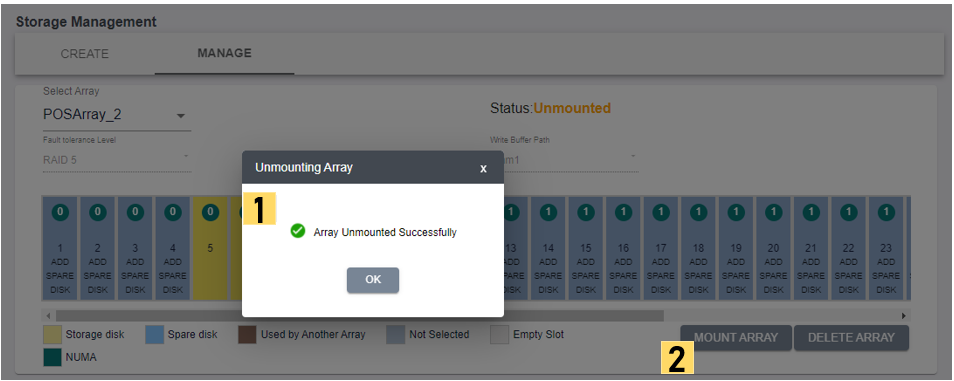 Storage Management
CREATE MANAGE
Select Array
POSArray_2
Status:Unmounted
Fault tolerance Level
Write Buffer Path
RAID 5
Unmounting Array x
1
Array Unmounted Successfully
OK
0 0 0 0 0 1 1 1 1 1 1 1 1 1 1 1
1 2 3 4 5 13 14 15 16 17 18 19 20 21 22 23
ADD ADD ADD ADD ADD ADD ADD ADD ADD ADD ADD ADD ADD ADD
SPARE SPARE SPARE SPARE SPARE SPARE SPARE SPARE SPARE SPARE SPARE SPARE SPARE
DISK DISK DISK DISK DISK DISK DISK DISK DISK DISK DISK DISK DISK DISK
Storage disk Spare disk Used by Another Array Not Selected Empty Slot
NUMA
2
MOUNT ARRAY DELETE ARRAY